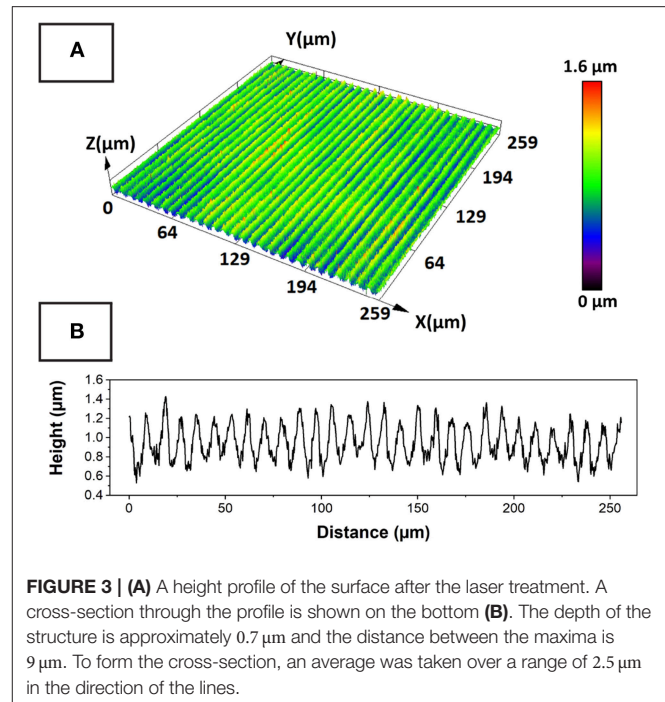 A
Y(µm)
1.6 µm
Z(µm)
0
64
129
194
259
X(µm)
64
129
194
259
0 µm
B
Height (µm)
1.6
1.4
1.2
1.0
0.8
0.6
0.4
0
50
100
150
200
250
Distance (µm)
FIGURE 3 | (A) A height profile of the surface after the laser treatment. A
cross-section through the profile is shown on the bottom (B). The depth of the
structure is approximately 0.7 µm and the distance between the maxima is
9 µm. To form the cross-section, an average was taken over a range of 2.5 µm
in the direction of the lines.